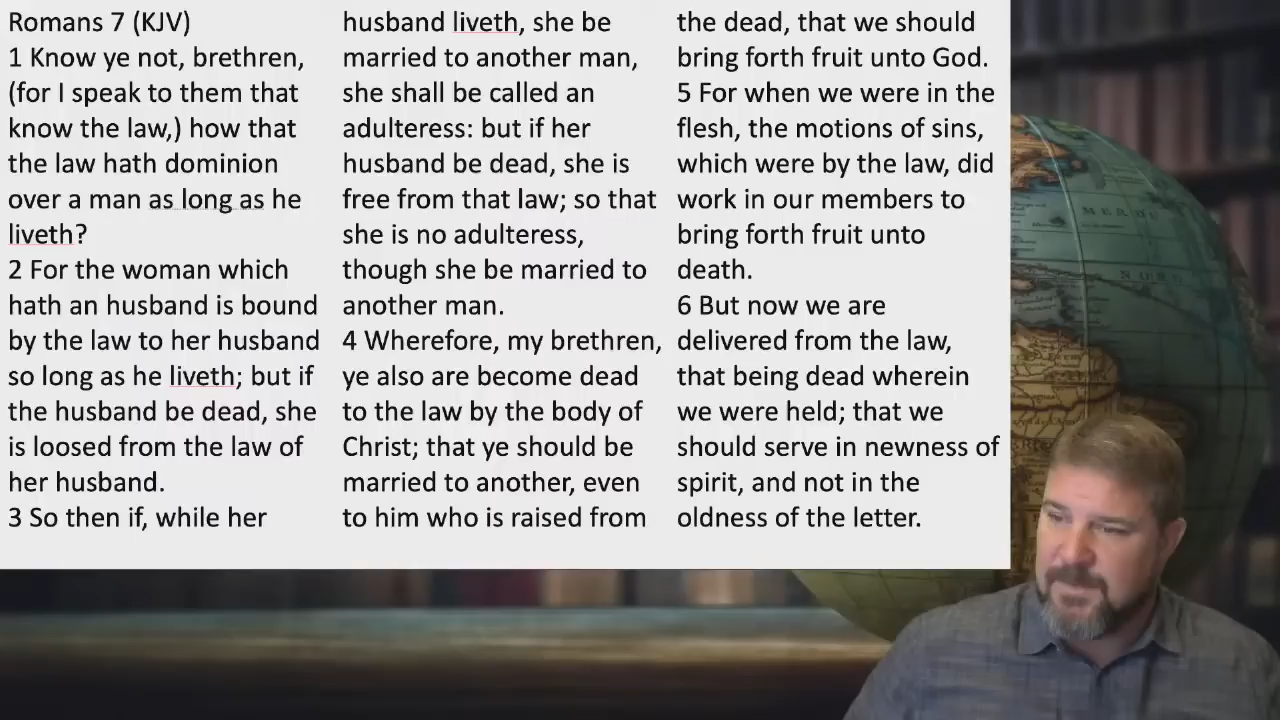 Romans 7 (KJV)
1 Know ye not, brethren,
(for I speak to them that
know the law,) how that
the law hath dominion
over a man as long as he
liveth?
2 For the woman which
hath an husband is bound
by the law to her husband
so long as he liveth; but if
the husband be dead, she
is loosed from the law of
her husband.
3 So then if, while her
husband liveth, she be
married to another man,
she shall be called an
adulteress: but if her
husband be dead, she is
free from that law; so that
she is no adulteress,
though she be married to
another man.
4 Wherefore, my brethren,
ye also are become dead
to the law by the body of
Christ; that ye should be
married to another, even
to him who is raised from
the dead, that we should
bring forth fruit unto God.
5 For when we were in the
flesh, the motions of sins,
which were by the law, did
work in our members to
bring forth fruit unto
death.
6 But now we are
delivered from the law,
that being dead wherein
we were held; that we
should serve in newness of
spirit, and not in the
oldness of the letter.